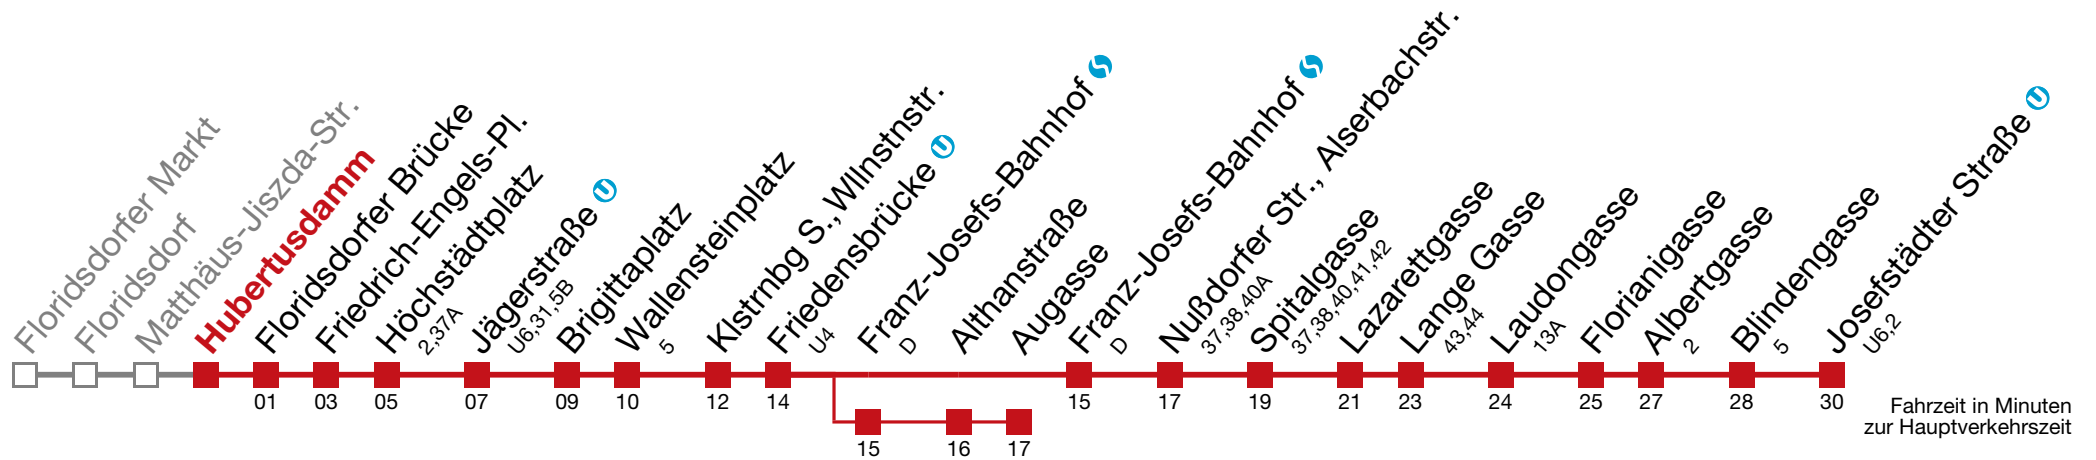 Floridsdorfer Markt
Floridsdorf
Matthäus-Jiszda-Str.
Hubertusdamm
Floridsdorfer Brücke
Friedrich-Engels-Pl.
Höchstädtplatz
2,37A
Jägerstraße
U6,31,5B
Brigittaplatz
Wallensteinplatz
5
Klstrnbg S., Wllnstnstr.
Friedensbrücke
U4
Franz-Josefs-Bahnhof
D
Althanstraße
Augasse
Franz-Josefs-Bahnhof
D
Nußdorfer Str., Alserbachstr.
37,38,40A
Spitalgasse
37,38,40,41,42
Lazarettgasse
Lange Gasse
43,44
Laudongasse
13A
Florianigasse
Albertgasse
2
Blindengasse
5
Josefstädter Straße
U6,2
01 03 05 07 09 10 12 14 15 17 19 21 23 24 25 27 28 30
15 16 17
Fahrzeit in Minuten
zur Hauptverkehrszeit